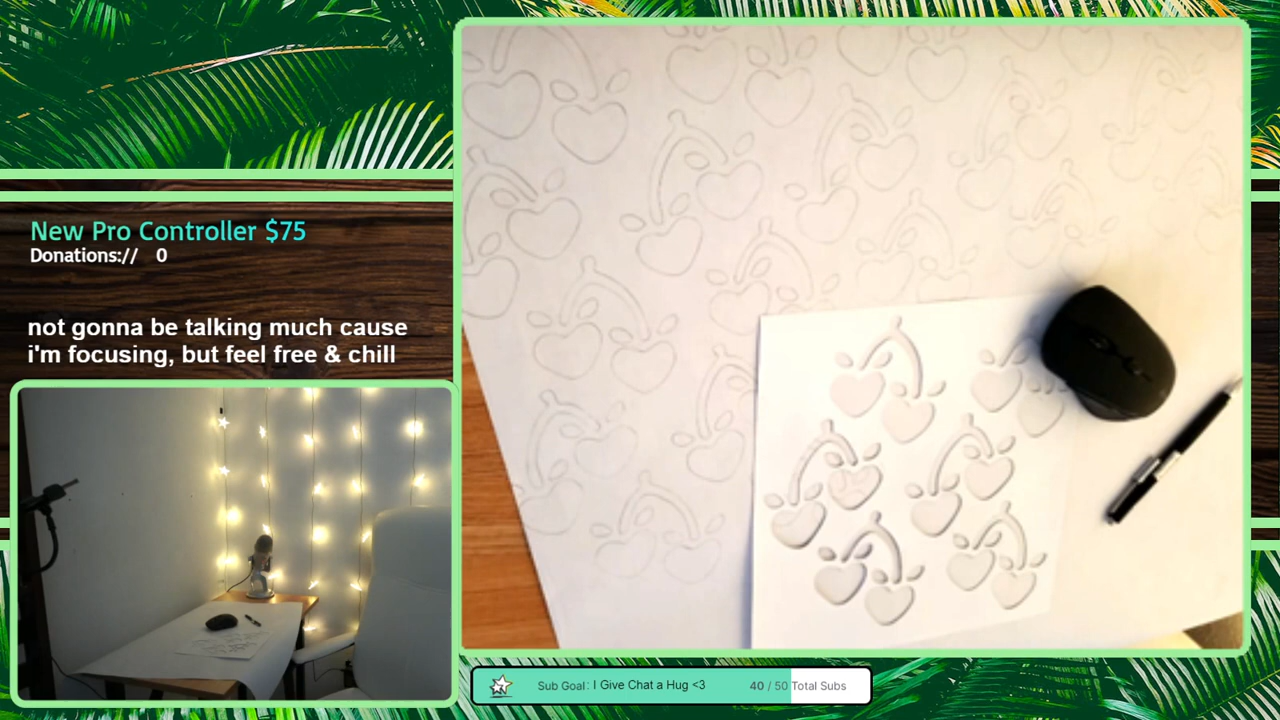 New Pro Controller $75
Donations:// 0
not gonna be talking much cause
i'm focusing, but feel free & chill
Sub Goal: I Give Chat a Hug <3 40 / 50 Total Subs